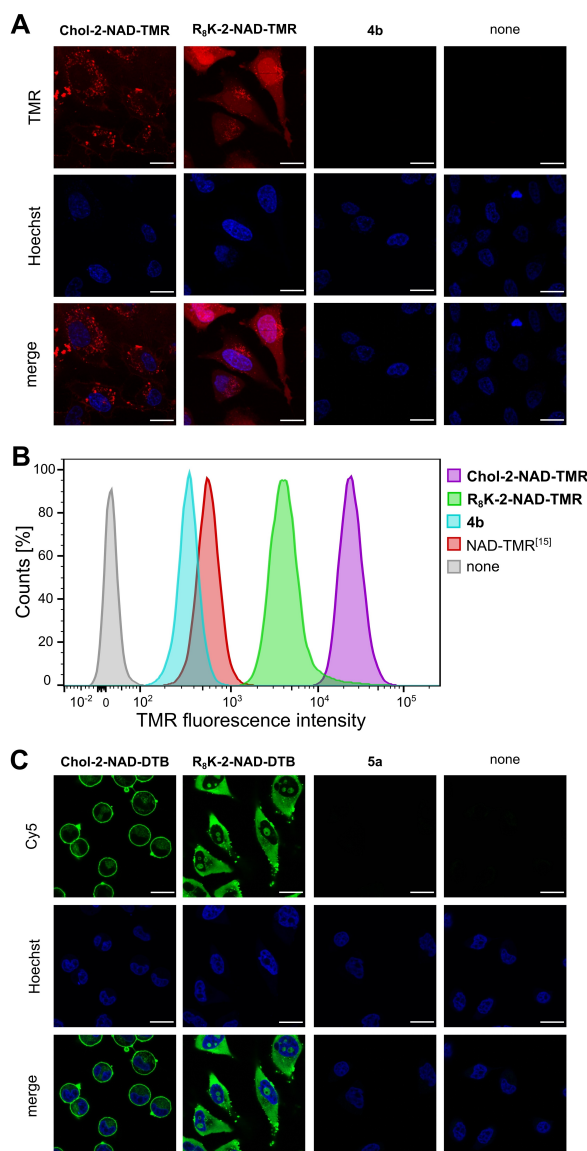 A
Chol-2-NAD-TMR R₈K-2-NAD-TMR 4b none
TMR
Hoechst
merge
B
Counts [%]
100
80
60
40
20
0
-10⁻² 0 10² 10³ 10⁴ 10⁵
TMR fluorescence intensity
Chol-2-NAD-TMR
R₈K-2-NAD-TMR
4b
NAD-TMR[15]
none
C
Chol-2-NAD-DTB R₈K-2-NAD-DTB 5a none
Cy5
Hoechst
merge